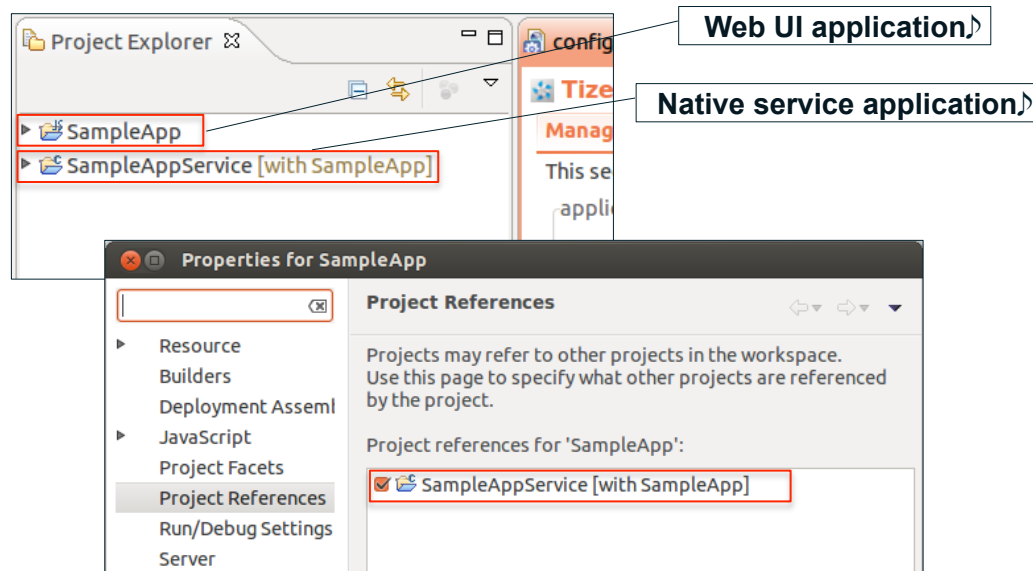 Project Explorer
config
Web UI application♪
Tize
Native service application♪
SampleApp
Manag
SampleAppService [with SampleApp]
This se
applic
Properties for SampleApp
Project References
Resource
Projects may refer to other projects in the workspace.
Builders
Use this page to specify what other projects are referenced
Deployment Asseml
by the project.
JavaScript
Project references for 'SampleApp':
Project Facets
SampleAppService [with SampleApp]
Project References
Run/Debug Settings
Server